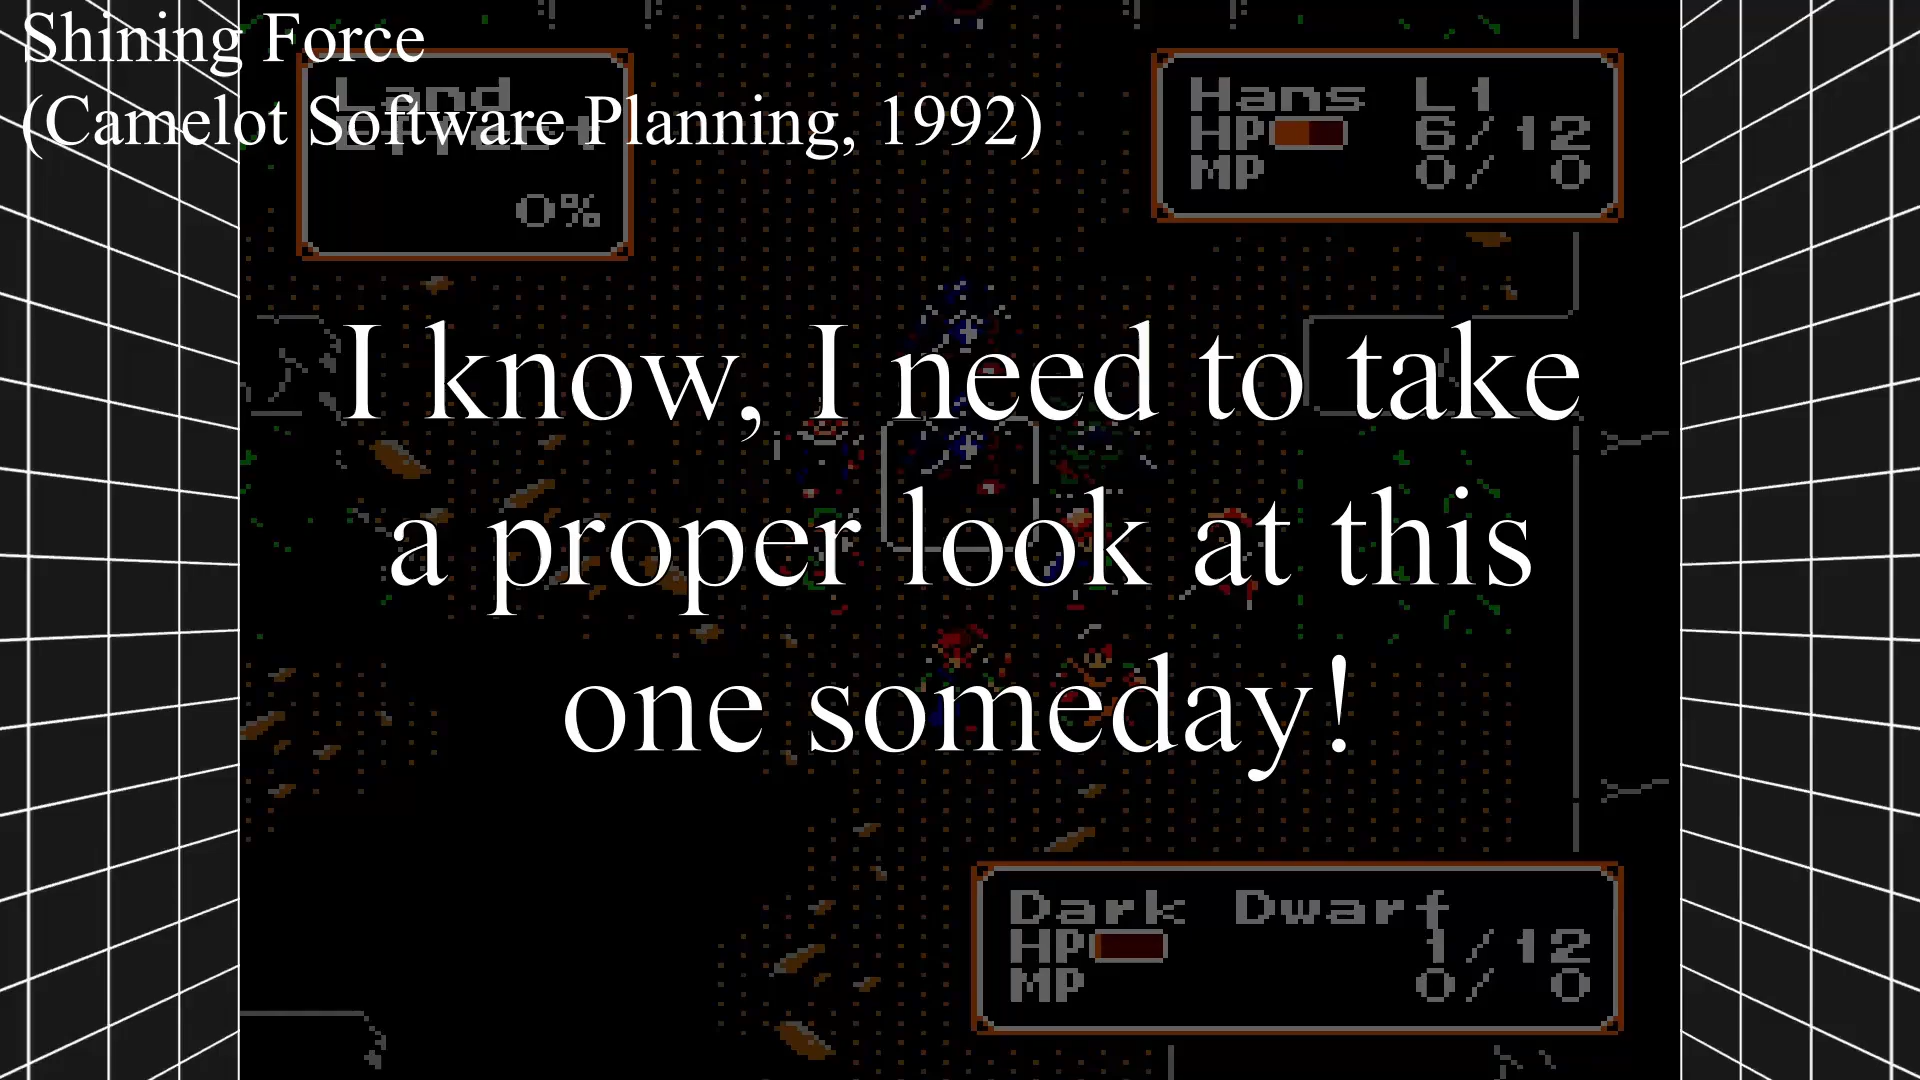 Shining Force
(Camelot Software Planning, 1992)
Land
Effect
0%
Hans L1
HP 6/12
MP 0/ 0
I know, I need to take
a proper look at this
one someday!
Dark Dwarf
HP 1/12
MP 0/ 0